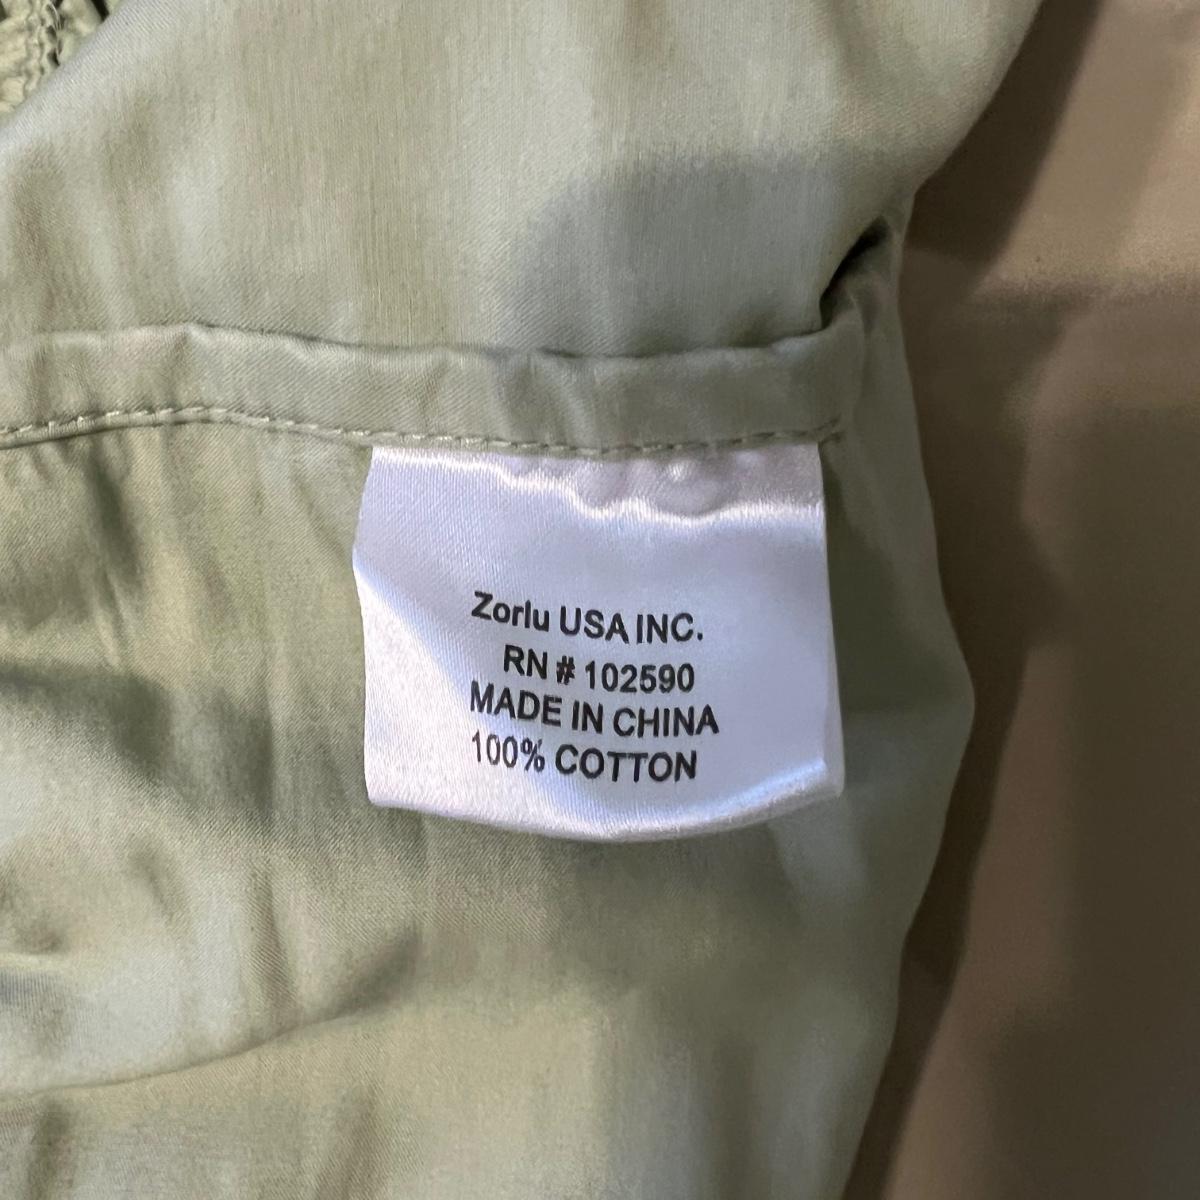 Zorlu USA INC.
RN # 102590
MADE IN CHINA
100% COTTON